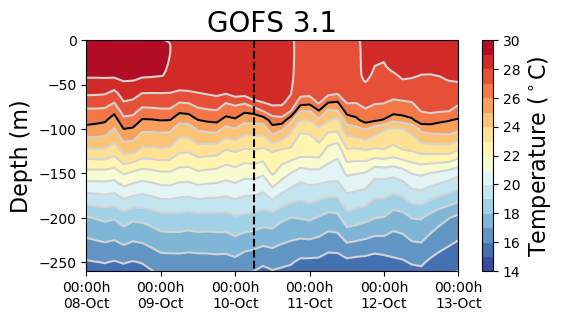 GOFS 3.1
0
−50
−100
−150
−200
−250
Depth (m)
00:00h
08-Oct
00:00h
09-Oct
00:00h
10-Oct
00:00h
11-Oct
00:00h
12-Oct
00:00h
13-Oct
30
28
26
24
22
20
18
16
14
Temperature (°C)